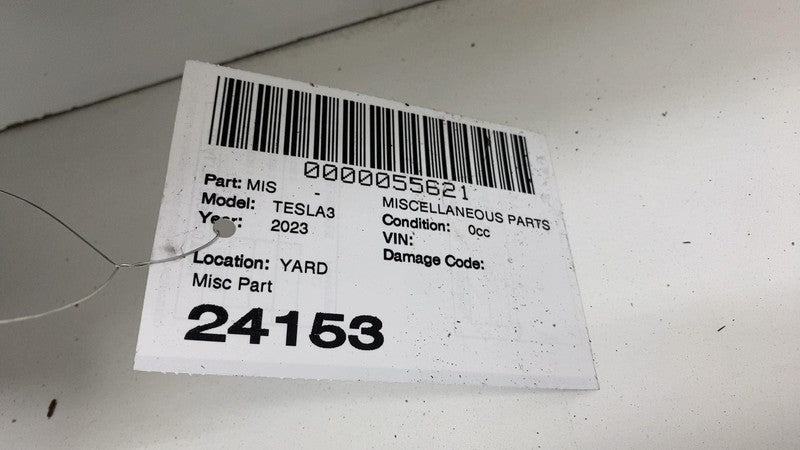 0000055621
Part: MIS
MISCELLANEOUS PARTS
Model: TESLA3
Condition: 0cc
Year: 2023
VIN:
Damage Code:
Location: YARD
Misc Part
24153